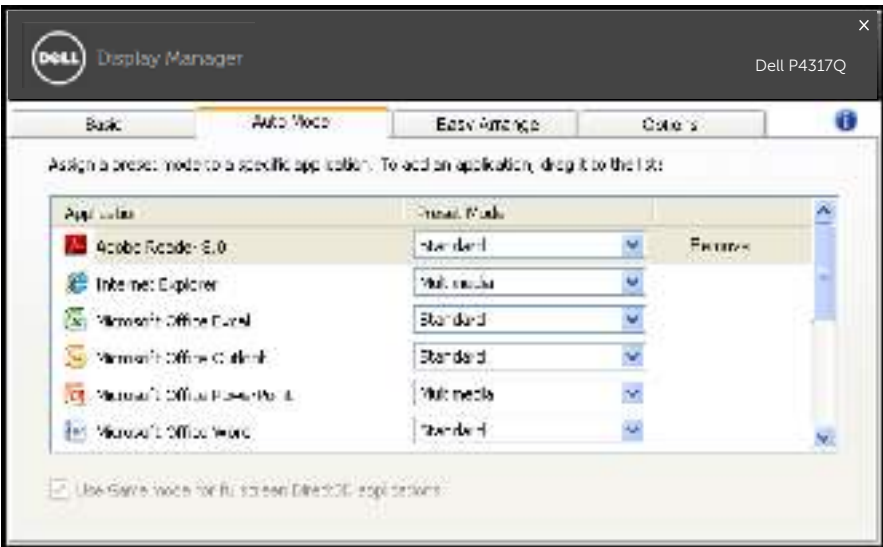 X
DELL Display Manager
Dell P4317Q
Basic Auto Mode Easy Arrange Options
Assign a preset mode to a specific application. To add an application, drag it to the list:
Application Preset Mode
Adobe Reader Standard Remove
Internet Explorer Multimedia
Microsoft Office Excel Standard
Microsoft Office Outlook Standard
Microsoft Office PowerPoint Multimedia
Microsoft Office Word Standard
Use Game mode for full screen Direct3D applications